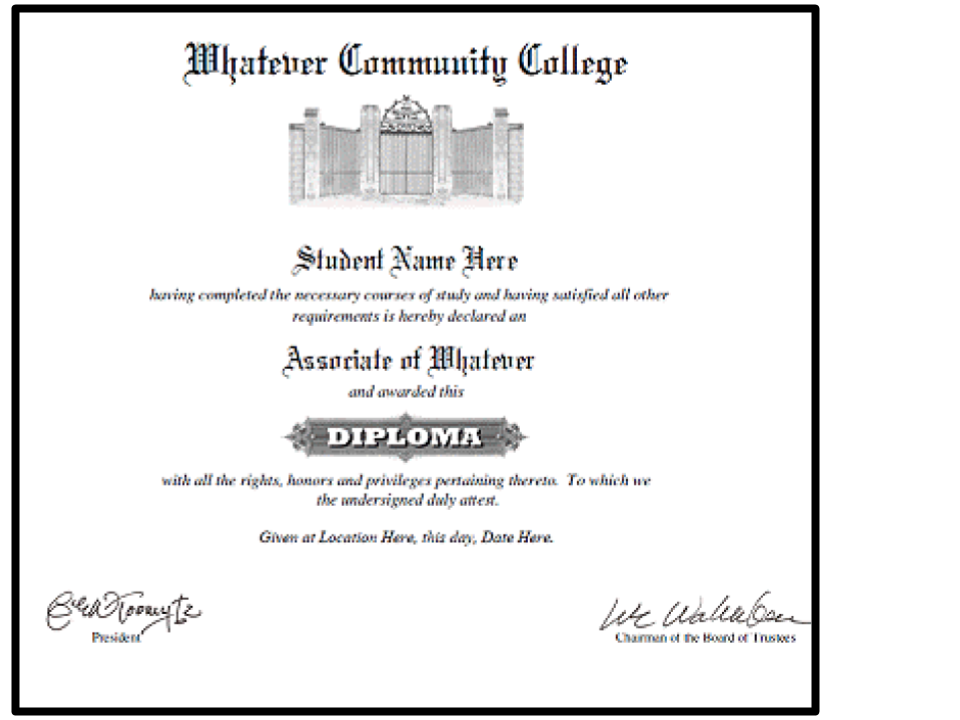 Whatever Community College
Student Name Here
having completed the necessary courses of study and having satisfied all other
requirements is hereby declared an
Associate of Whatever
and awarded this
DIPLOMA
with all the rights, honors and privileges pertaining thereto. To which we
the undersigned duly attest.
Given at Location Here, this day, Date Here.
President
Chairman of the Board of Trustees